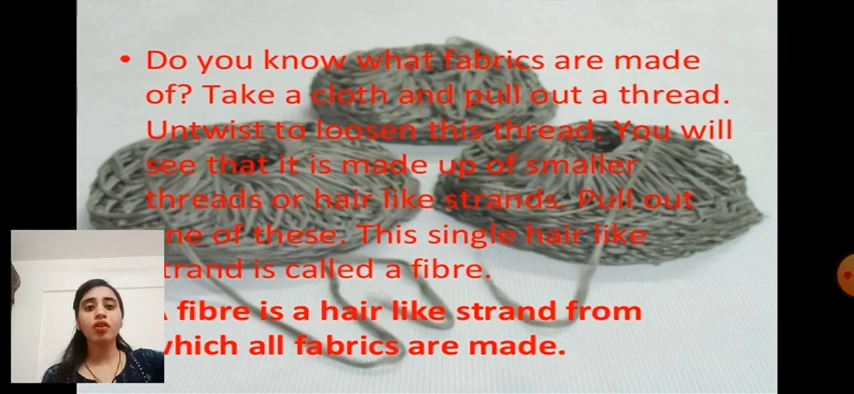 • Do you know what fabrics are made
of? Take a cloth and pull out a thread.
Untwist to loosen this thread. You will
see that it is made up of smaller
threads or hair like strands. Pull out
ne of these. This single hair like
trand is called a fibre.
fibre is a hair like strand from
which all fabrics are made.